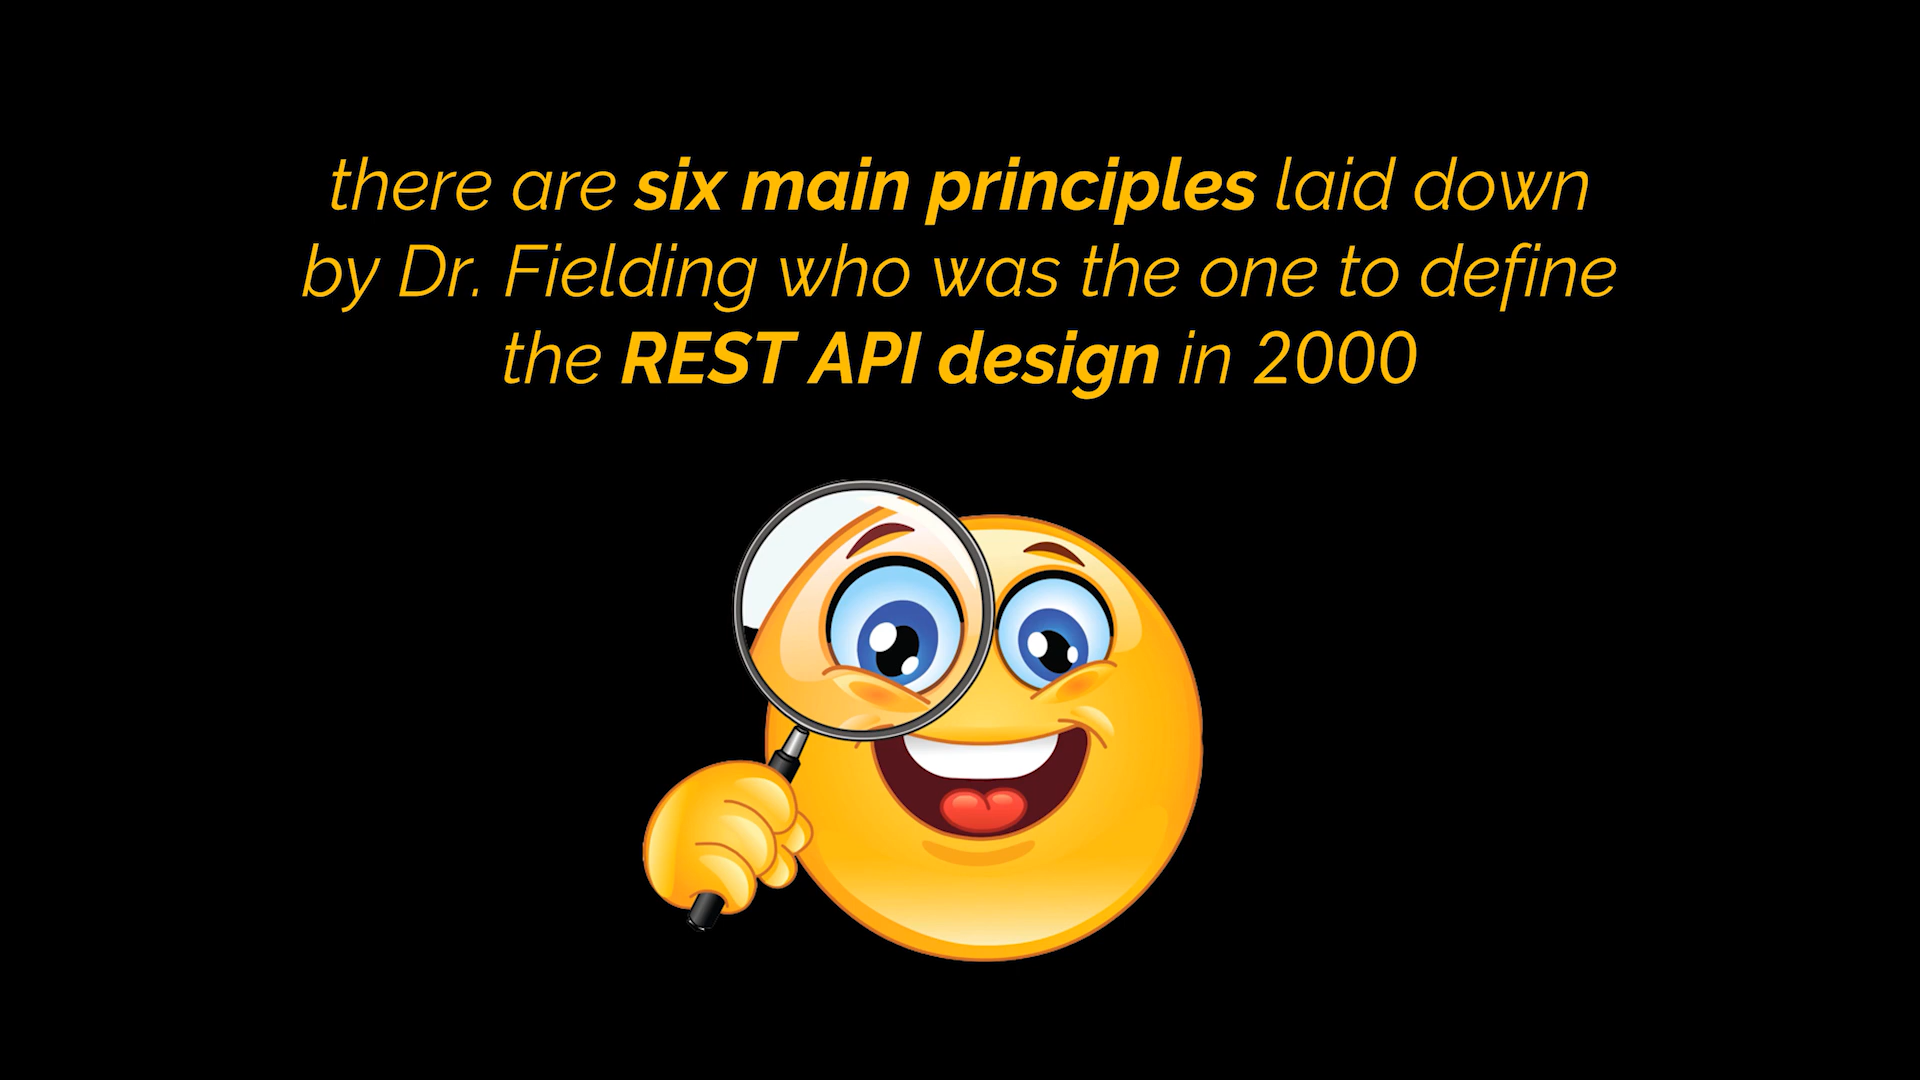 there are six main principles laid down
by Dr. Fielding who was the one to define
the REST API design in 2000